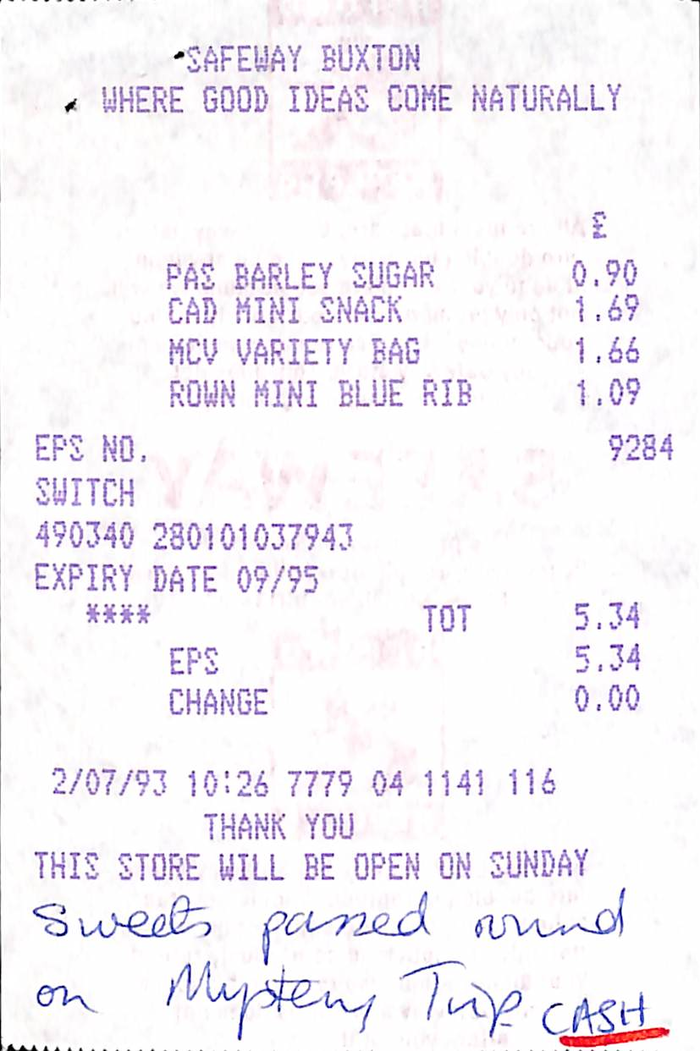 SAFEWAY BUXTON
WHERE GOOD IDEAS COME NATURALLY
£
PAS BARLEY SUGAR 0.90
CAD MINI SNACK 1.69
MCV VARIETY BAG 1.66
ROWN MINI BLUE RIB 1.09
EPS NO. 9284
SWITCH
490340 280101037943
EXPIRY DATE 09/95
**** TOT 5.34
EPS 5.34
CHANGE 0.00
2/07/93 10:26 7779 04 1141 116
THANK YOU
THIS STORE WILL BE OPEN ON SUNDAY
Sweets passed round
on Mystery Trip. CASH